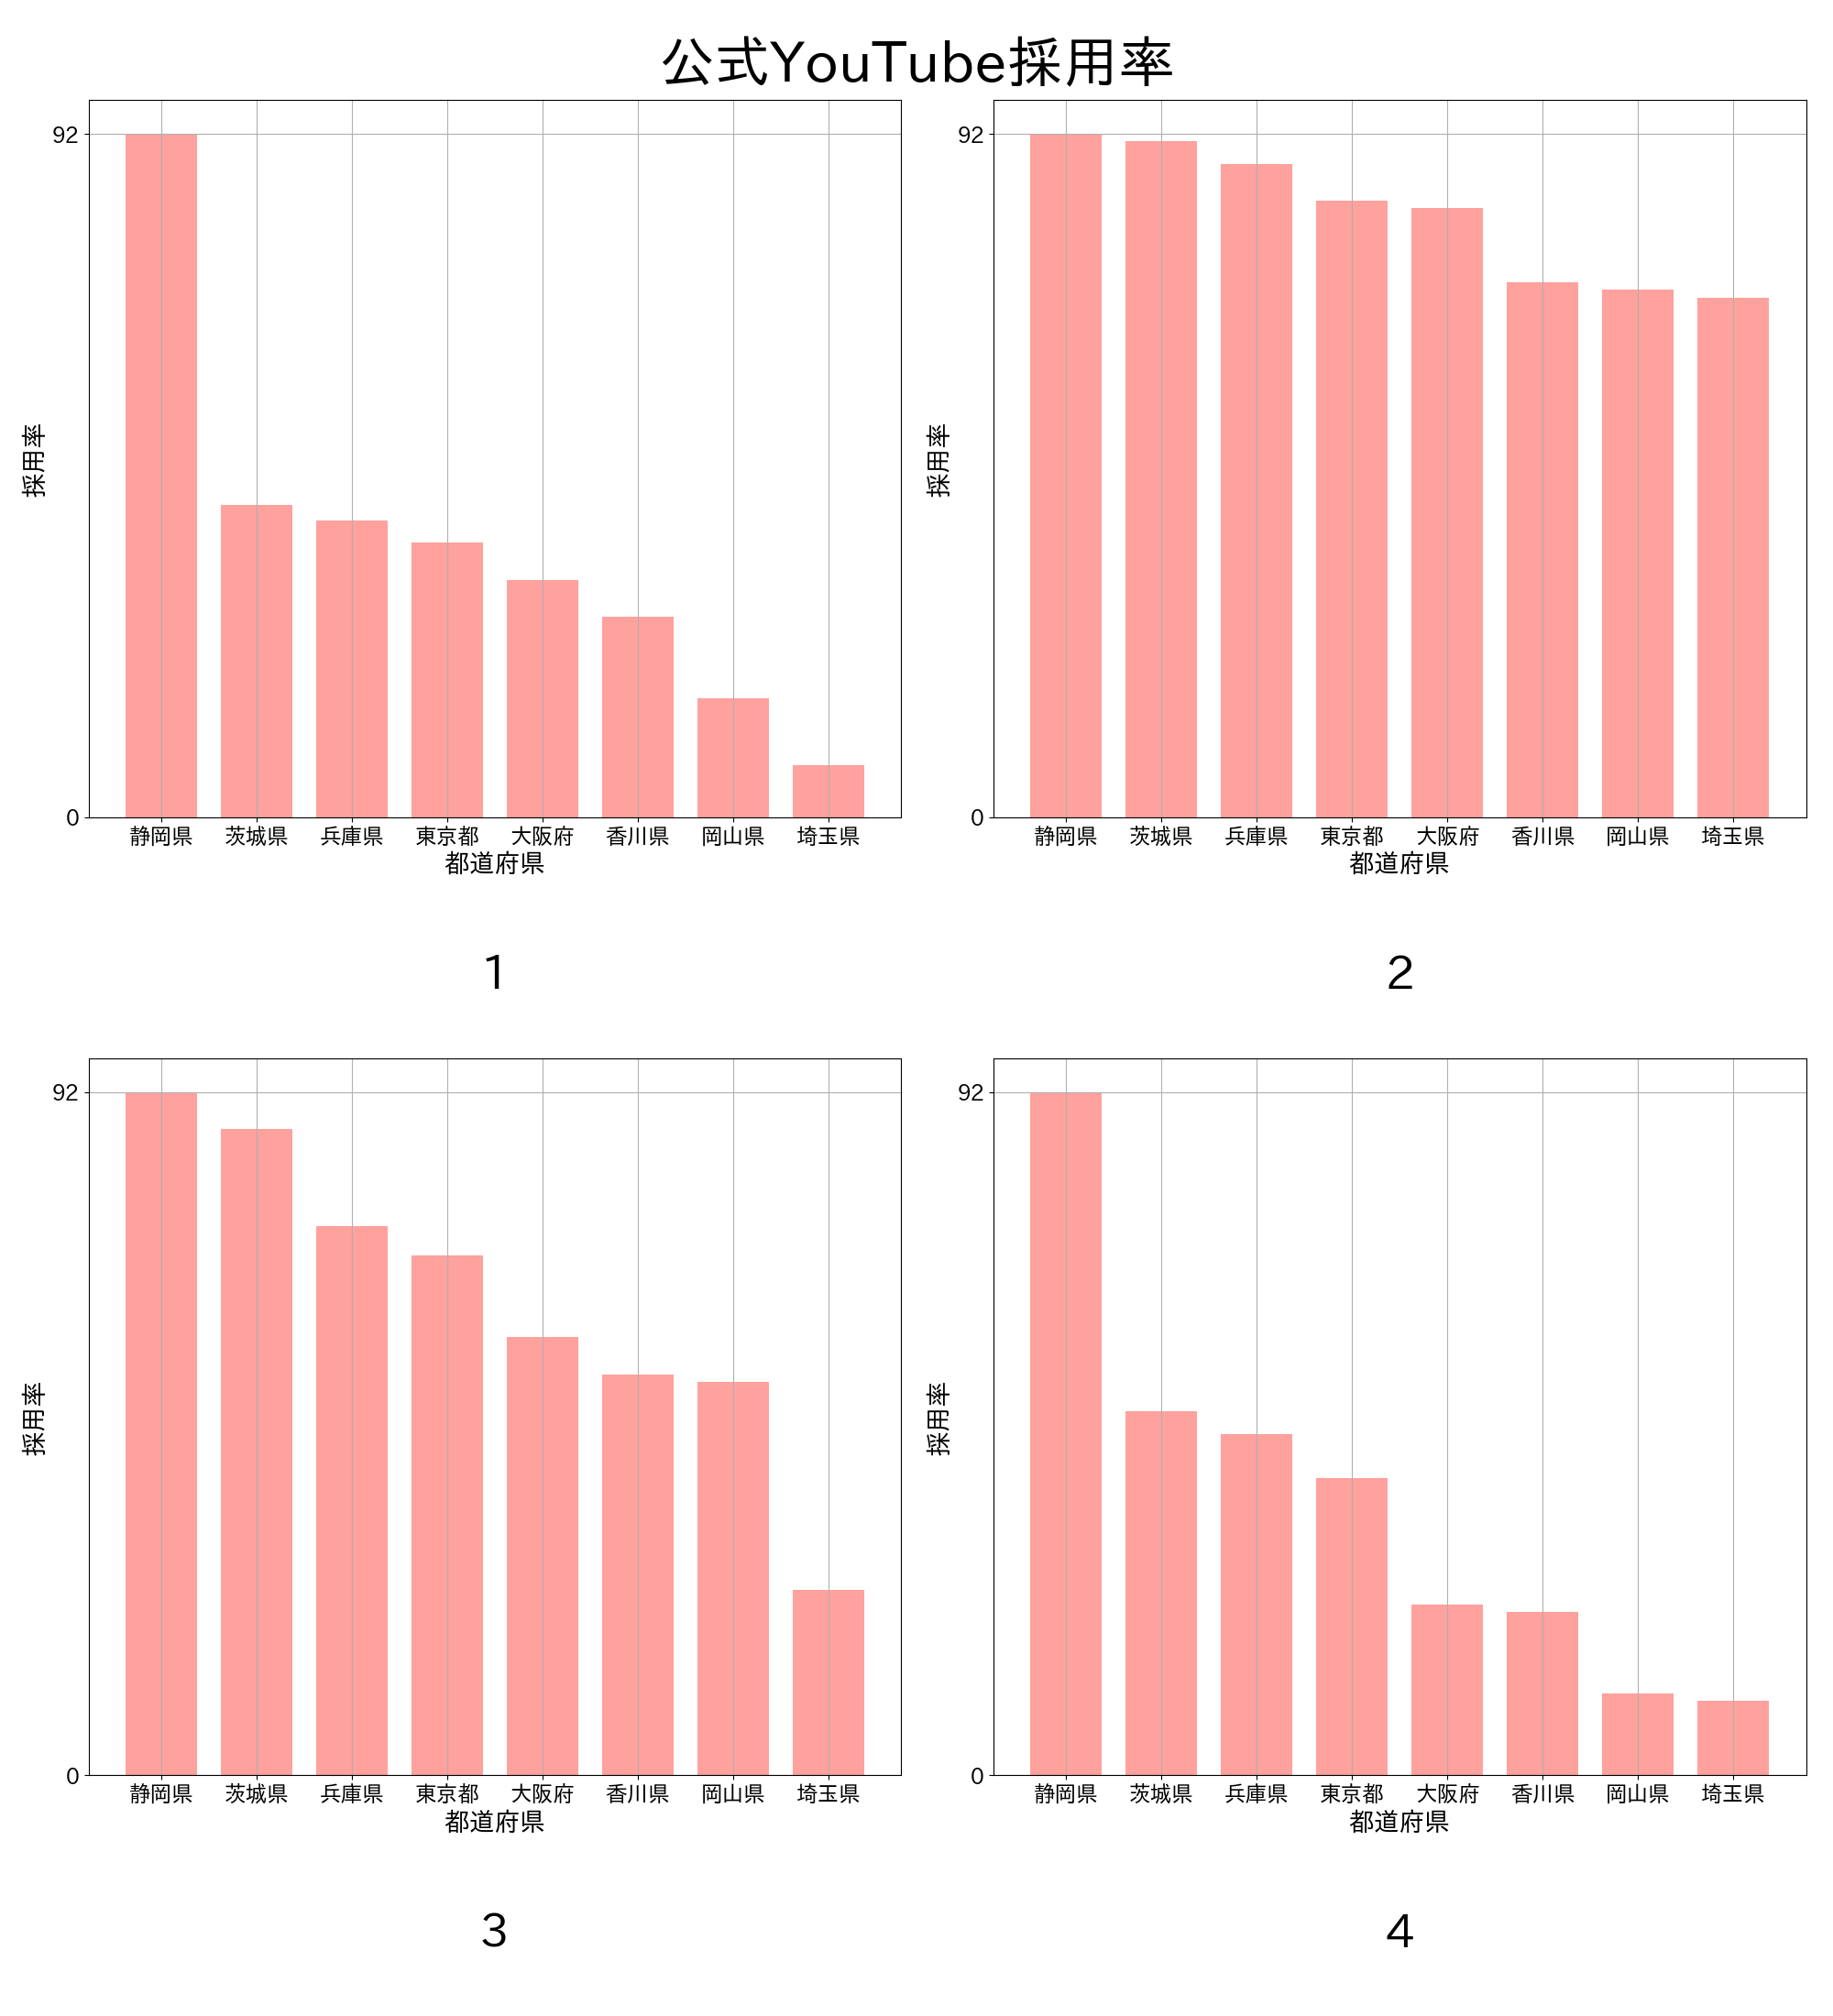 公式YouTube採用率
92
0
採用率
静岡県 茨城県 兵庫県 東京都 大阪府 香川県 岡山県 埼玉県
都道府県
1
92
0
採用率
静岡県 茨城県 兵庫県 東京都 大阪府 香川県 岡山県 埼玉県
都道府県
2
92
0
採用率
静岡県 茨城県 兵庫県 東京都 大阪府 香川県 岡山県 埼玉県
都道府県
3
92
0
採用率
静岡県 茨城県 兵庫県 東京都 大阪府 香川県 岡山県 埼玉県
都道府県
4